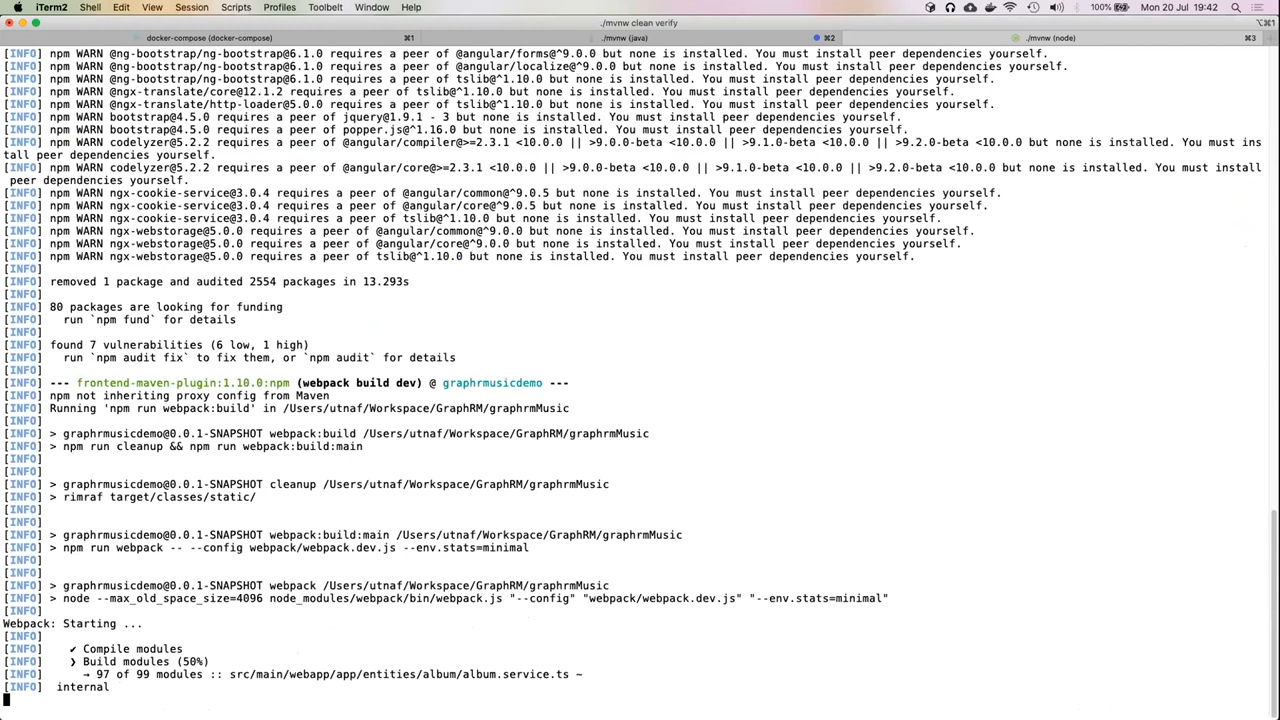 iTerm2 Shell Edit View Session Scripts Profiles Toolbelt Window Help 100% Mon 20 Jul 19:42
./mvnw clean verify ⌥⌘1
docker-compose (docker-compose) ⌘1 ./mvnw (java) ⌘2 ./mvnw (node) ⌘3
[INFO] npm WARN @ng-bootstrap/ng-bootstrap@6.1.0 requires a peer of @angular/forms@^9.0.0 but none is installed. You must install peer dependencies yourself.
[INFO] npm WARN @ng-bootstrap/ng-bootstrap@6.1.0 requires a peer of @angular/localize@^9.0.0 but none is installed. You must install peer dependencies yourself.
[INFO] npm WARN @ng-bootstrap/ng-bootstrap@6.1.0 requires a peer of tslib@^1.10.0 but none is installed. You must install peer dependencies yourself.
[INFO] npm WARN @ngx-translate/core@12.1.2 requires a peer of tslib@^1.10.0 but none is installed. You must install peer dependencies yourself.
[INFO] npm WARN @ngx-translate/http-loader@5.0.0 requires a peer of tslib@^1.10.0 but none is installed. You must install peer dependencies yourself.
[INFO] npm WARN bootstrap@4.5.0 requires a peer of jquery@1.9.1 - 3 but none is installed. You must install peer dependencies yourself.
[INFO] npm WARN bootstrap@4.5.0 requires a peer of popper.js@^1.16.0 but none is installed. You must install peer dependencies yourself.
[INFO] npm WARN codelyzer@5.2.2 requires a peer of @angular/compiler@>=2.3.1 <10.0.0 || >9.0.0-beta <10.0.0 || >9.1.0-beta <10.0.0 || >9.2.0-beta <10.0.0 but none is installed. You must ins
tall peer dependencies yourself.
[INFO] npm WARN codelyzer@5.2.2 requires a peer of @angular/core@>=2.3.1 <10.0.0 || >9.0.0-beta <10.0.0 || >9.1.0-beta <10.0.0 || >9.2.0-beta <10.0.0 but none is installed. You must install
 peer dependencies yourself.
[INFO] npm WARN ngx-cookie-service@3.0.4 requires a peer of @angular/common@^9.0.5 but none is installed. You must install peer dependencies yourself.
[INFO] npm WARN ngx-cookie-service@3.0.4 requires a peer of @angular/core@^9.0.5 but none is installed. You must install peer dependencies yourself.
[INFO] npm WARN ngx-cookie-service@3.0.4 requires a peer of tslib@^1.10.0 but none is installed. You must install peer dependencies yourself.
[INFO] npm WARN ngx-webstorage@5.0.0 requires a peer of @angular/common@^9.0.0 but none is installed. You must install peer dependencies yourself.
[INFO] npm WARN ngx-webstorage@5.0.0 requires a peer of @angular/core@^9.0.0 but none is installed. You must install peer dependencies yourself.
[INFO] npm WARN ngx-webstorage@5.0.0 requires a peer of tslib@^1.10.0 but none is installed. You must install peer dependencies yourself.
[INFO]
[INFO] removed 1 package and audited 2554 packages in 13.293s
[INFO]
[INFO] 80 packages are looking for funding
[INFO]   run `npm fund` for details
[INFO]
[INFO] found 7 vulnerabilities (6 low, 1 high)
[INFO]   run `npm audit fix` to fix them, or `npm audit` for details
[INFO]
[INFO] --- frontend-maven-plugin:1.10.0:npm (webpack build dev) @ graphrmusicdemo ---
[INFO] npm not inheriting proxy config from Maven
[INFO] Running 'npm run webpack:build' in /Users/utnaf/Workspace/GraphRM/graphrmMusic
[INFO]
[INFO] > graphrmusicdemo@0.0.1-SNAPSHOT webpack:build /Users/utnaf/Workspace/GraphRM/graphrmMusic
[INFO] > npm run cleanup && npm run webpack:build:main
[INFO]
[INFO]
[INFO] > graphrmusicdemo@0.0.1-SNAPSHOT cleanup /Users/utnaf/Workspace/GraphRM/graphrmMusic
[INFO] > rimraf target/classes/static/
[INFO]
[INFO]
[INFO] > graphrmusicdemo@0.0.1-SNAPSHOT webpack:build:main /Users/utnaf/Workspace/GraphRM/graphrmMusic
[INFO] > npm run webpack -- --config webpack/webpack.dev.js --env.stats=minimal
[INFO]
[INFO]
[INFO] > graphrmusicdemo@0.0.1-SNAPSHOT webpack /Users/utnaf/Workspace/GraphRM/graphrmMusic
[INFO] > node --max_old_space_size=4096 node_modules/webpack/bin/webpack.js "--config" "webpack/webpack.dev.js" "--env.stats=minimal"
[INFO]
Webpack: Starting ...
[INFO]
[INFO]    ✔ Compile modules
[INFO]    ❯ Build modules (50%)
[INFO]      → 97 of 99 modules :: src/main/webapp/app/entities/album/album.service.ts ~
[INFO]  internal